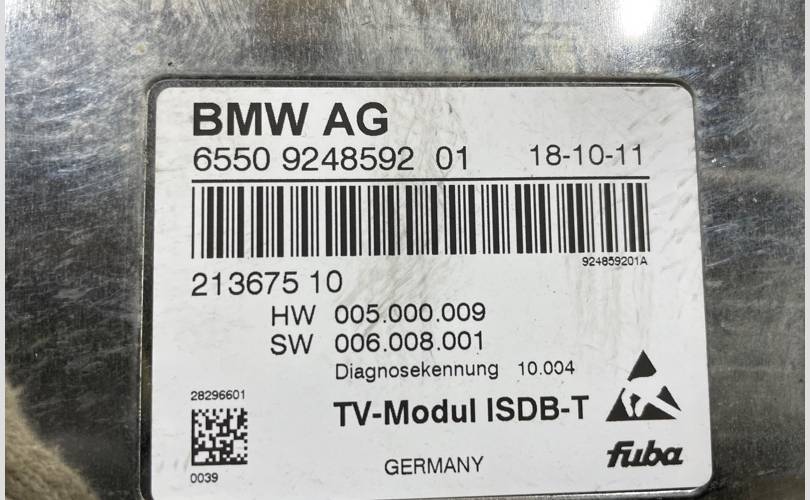 BMW AG
6550 9248592 01 18-10-11
924859201A
213675 10
HW 005.000.009
SW 006.008.001
Diagnosekennung 10.004
28296601
TV-Modul ISDB-T
fuba
GERMANY
0039